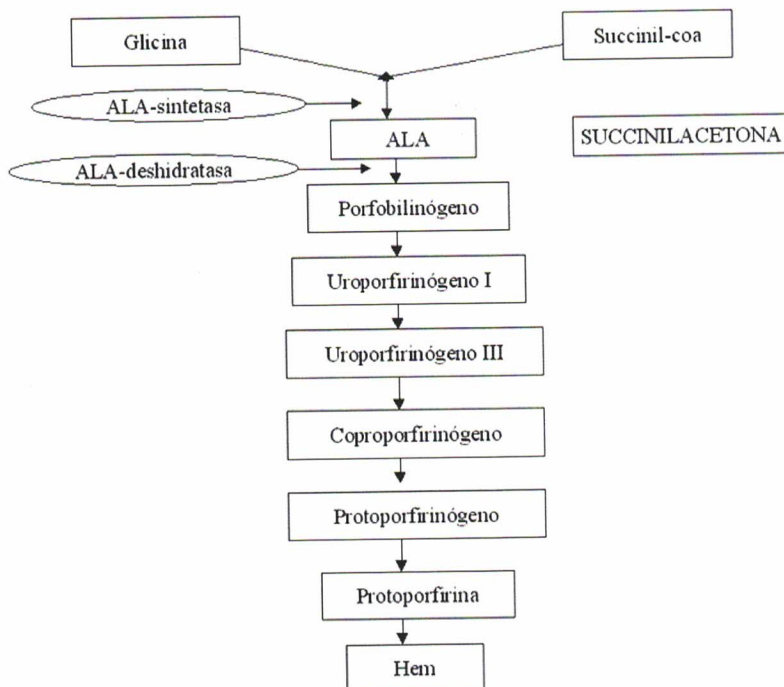 Glicina
Succinil-coa
ALA-sintetasa
ALA
SUCCINILACETONA
ALA-deshidratasa
Porfobilinógeno
Uroporfirinógeno I
Uroporfirinógeno III
Coproporfirinógeno
Protoporfirinógeno
Protoporfirina
Hem